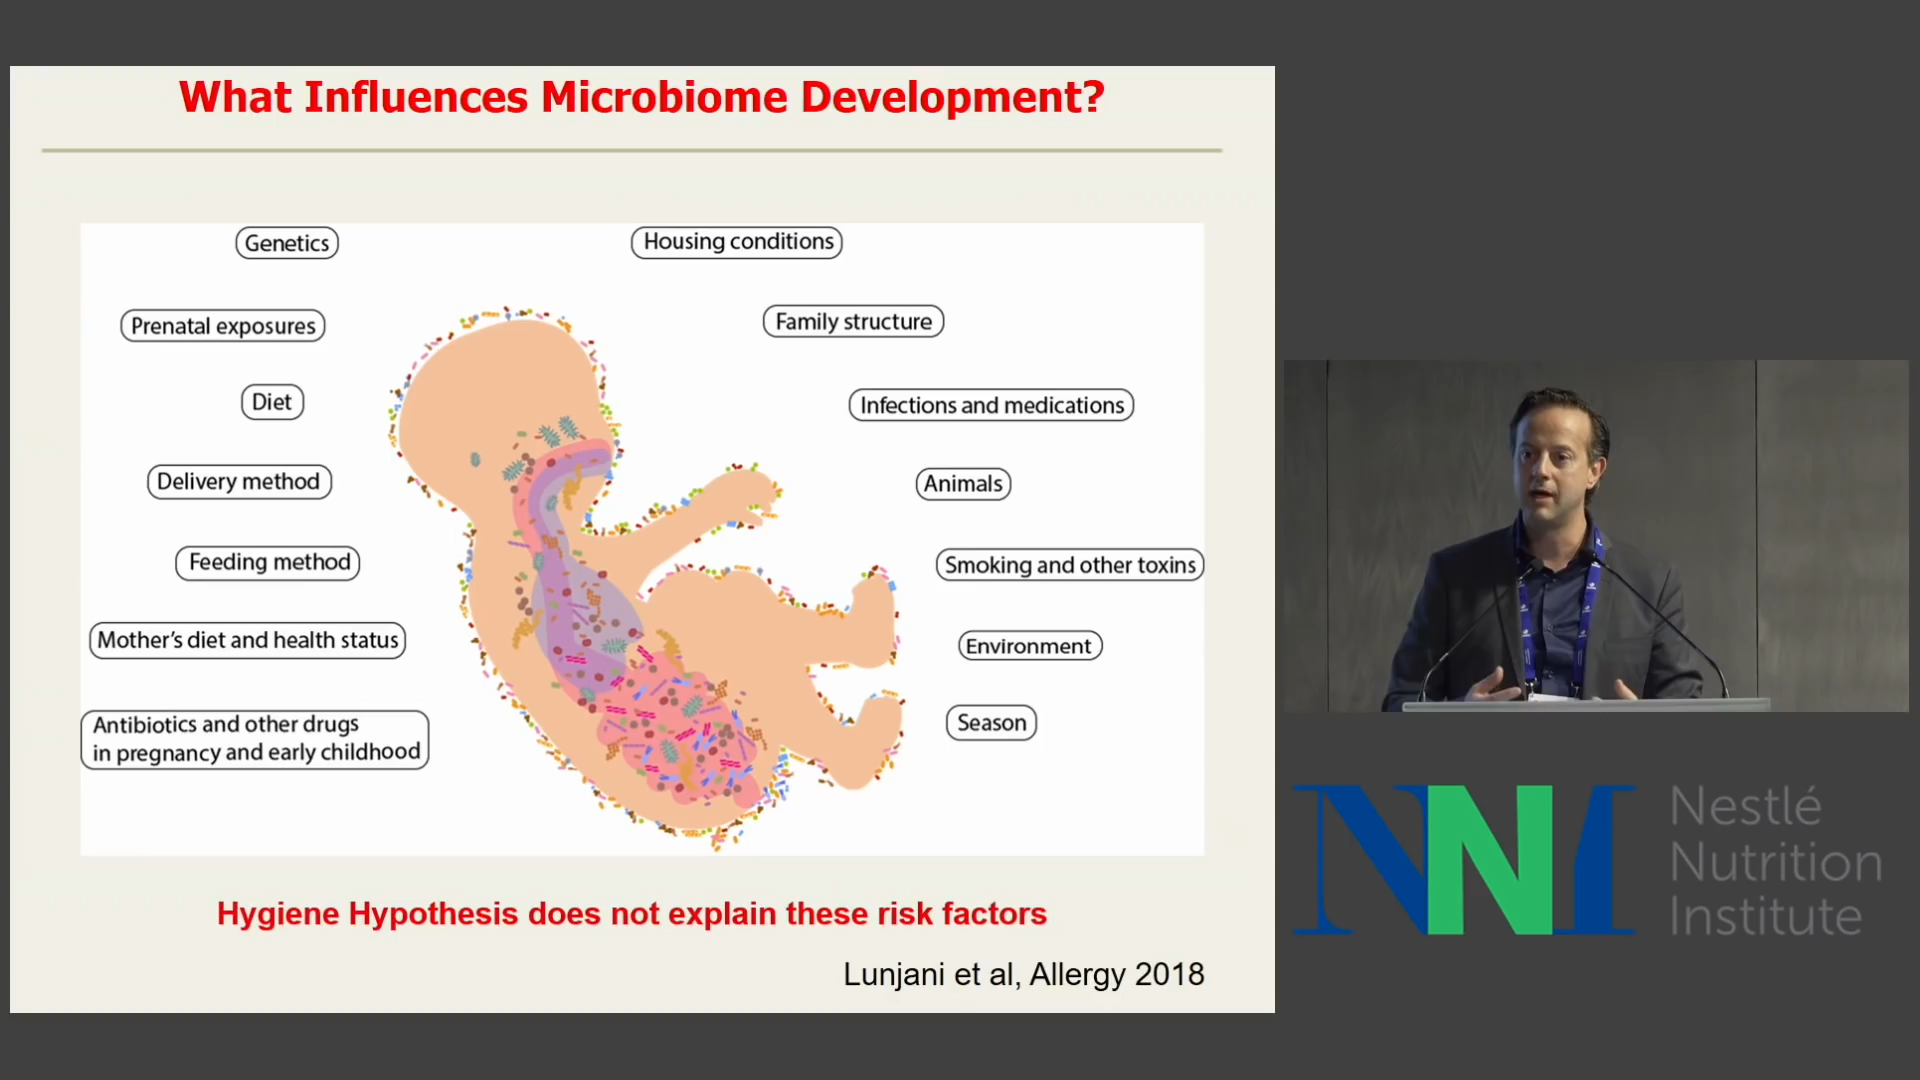 What Influences Microbiome Development?
Genetics
Housing conditions
Prenatal exposures
Family structure
Diet
Infections and medications
Delivery method
Animals
Feeding method
Smoking and other toxins
Mother's diet and health status
Environment
Antibiotics and other drugs
in pregnancy and early childhood
Season
Hygiene Hypothesis does not explain these risk factors
Lunjani et al, Allergy 2018
NNI
Nestlé
Nutrition
Institute